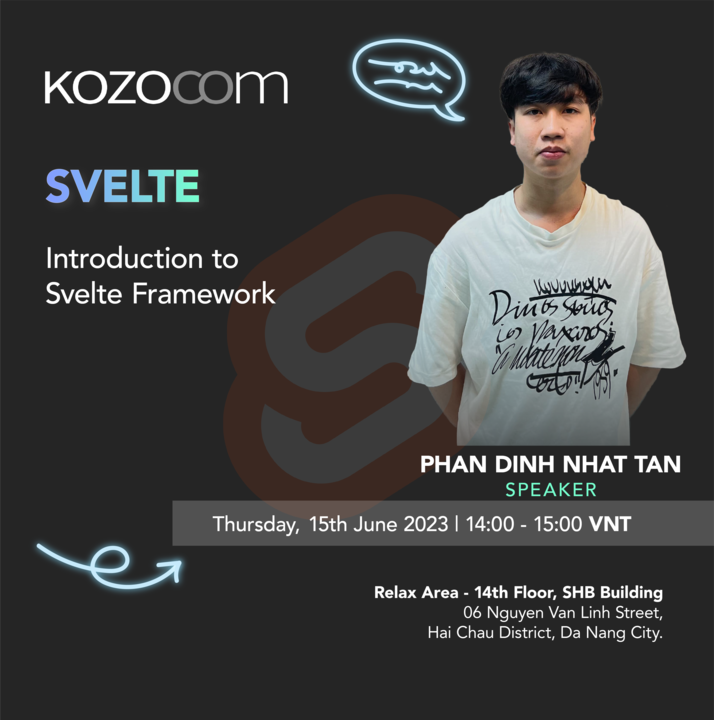 KOZOCOM
SVELTE
Introduction to
Svelte Framework
PHAN DINH NHAT TAN
SPEAKER
Thursday, 15th June 2023 | 14:00 - 15:00 VNT
Relax Area - 14th Floor, SHB Building
06 Nguyen Van Linh Street,
Hai Chau District, Da Nang City.